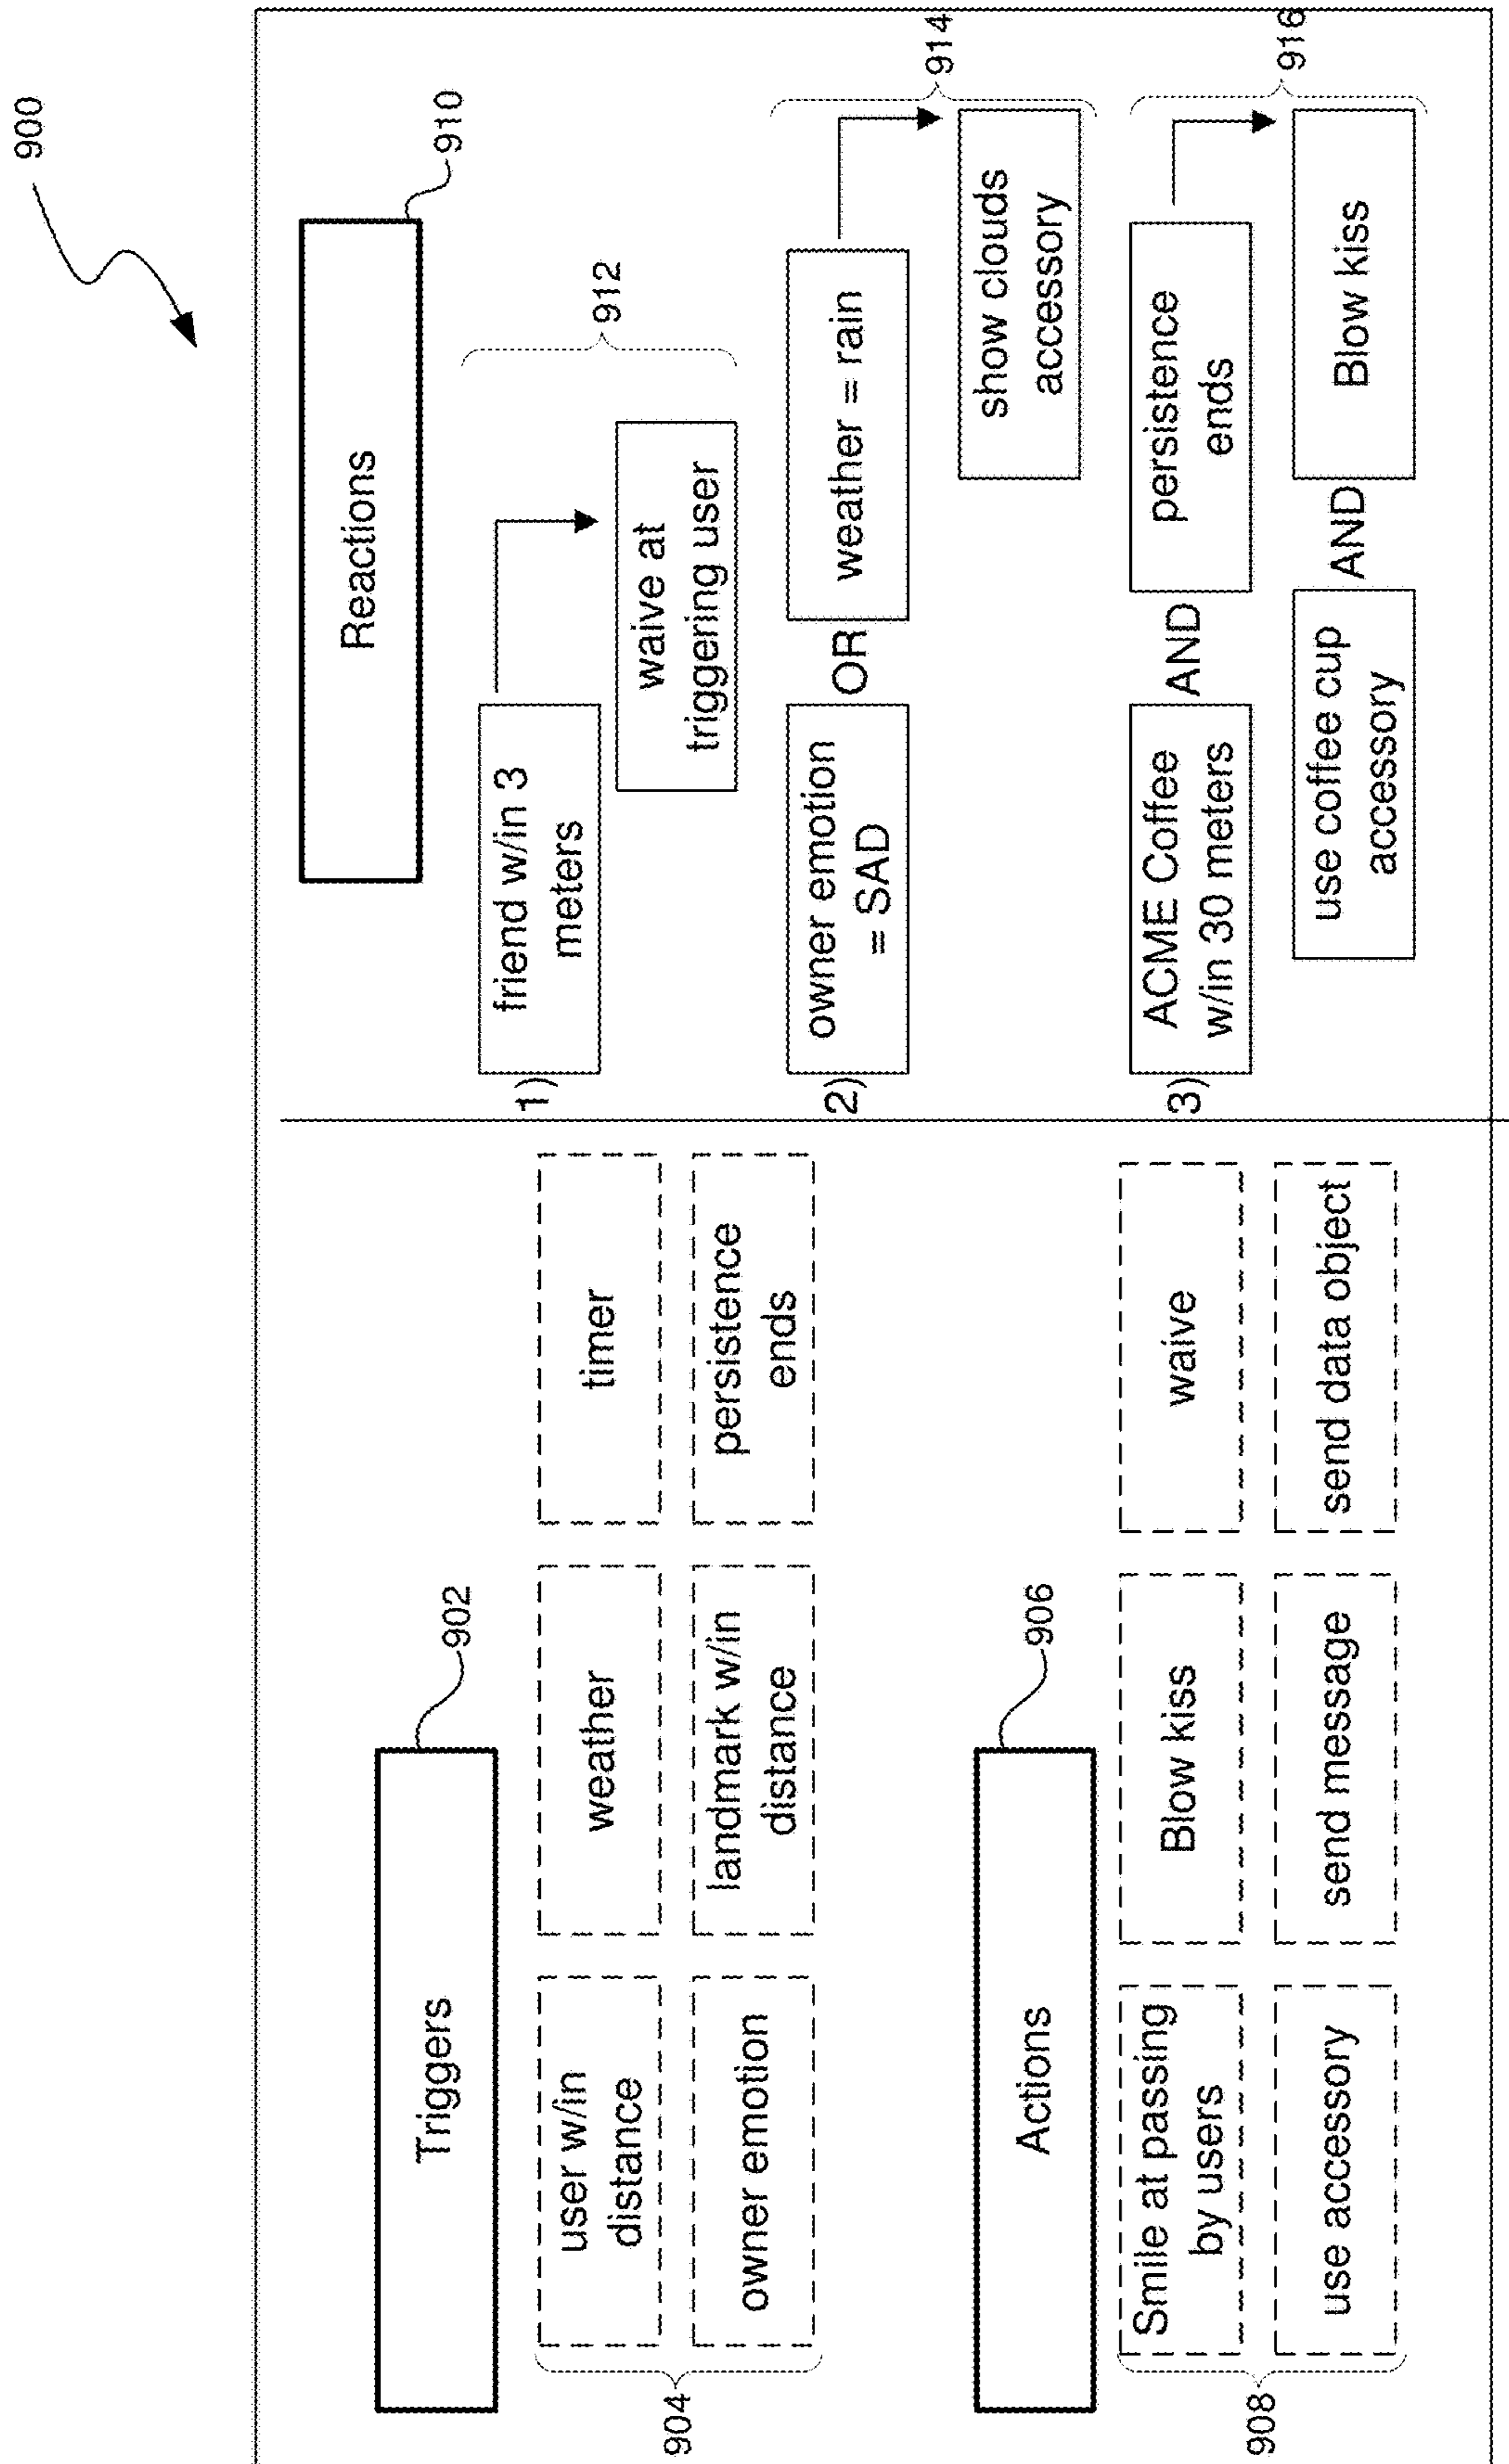 900
Triggers
902
user w/in
distance
weather
timer
owner emotion
landmark w/in
distance
persistence
ends
904
Actions
906
Smile at passing
by users
Blow kiss
waive
use accessory
send message
send data object
908
Reactions
910
1)
friend w/in 3
meters
waive at
triggering user
912
2)
owner emotion
= SAD
OR
weather = rain
show clouds
accessory
914
3)
ACME Coffee
w/in 30 meters
AND
persistence
ends
use coffee cup
accessory
AND
Blow kiss
916